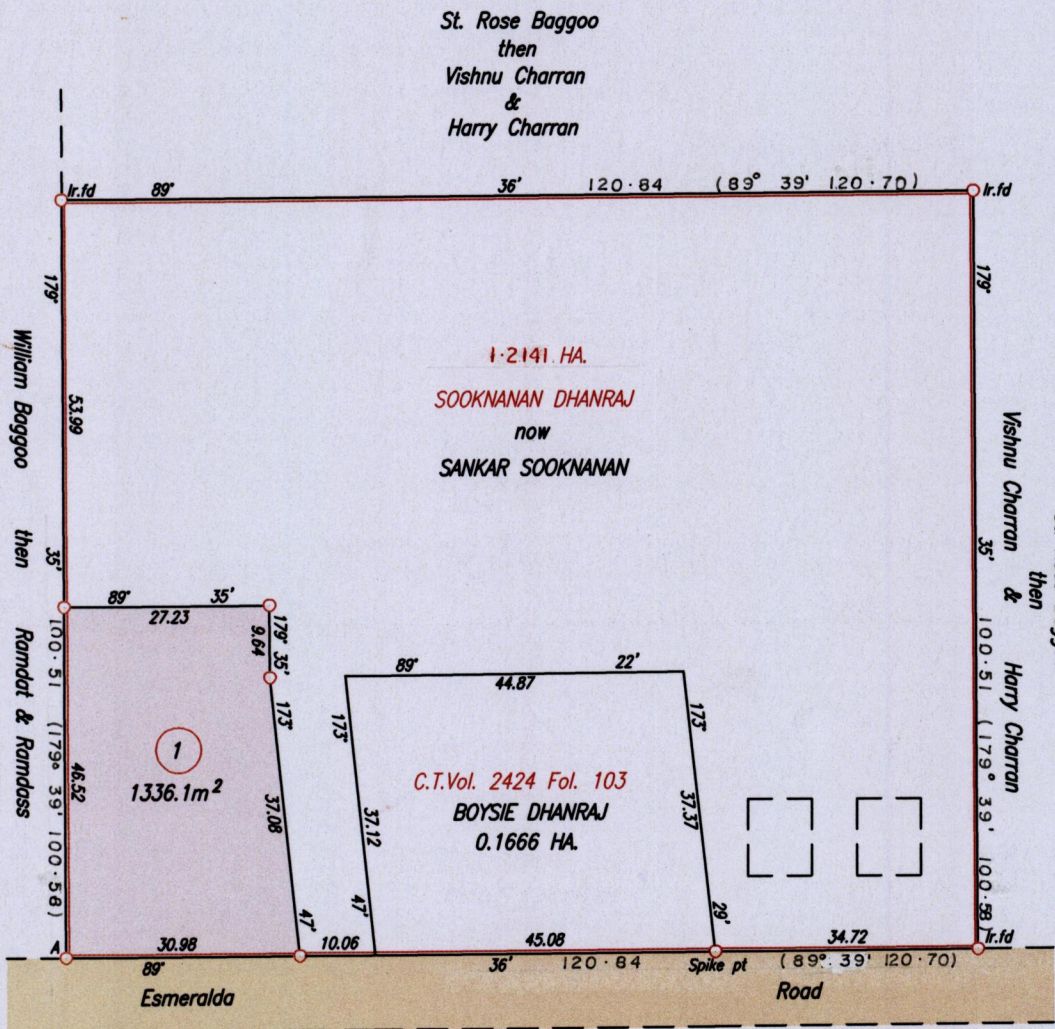 St. Rose Baggoo
then
Vishnu Charran
&
Harry Charran
Ir.fd
89°
36'
120·84
(89° 39' 120·70)
Ir.fd
179°
53.99
35'
100·51 (179° 39' 100·58)
46.52
William Baggoo then Ramdat & Ramdass
179°
35'
100·51 (179° 39' 100·58)
Vishnu Charran & Harry Charran
then
1·2141 HA.
SOOKNANAN DHANRAJ
now
SANKAR SOOKNANAN
89° 35'
27.23
179° 35'
9.64
173°
37.08
47'
1
1336.1m²
89° 22'
44.87
173°
37.12
47'
173°
37.37
29'
C.T.Vol. 2424 Fol. 103
BOYSIE DHANRAJ
0.1666 HA.
A
30.98
10.06
45.08
34.72
Ir.fd
89°
36'
120·84
Spike pt
(89° 39' 120·70)
Esmeralda
Road